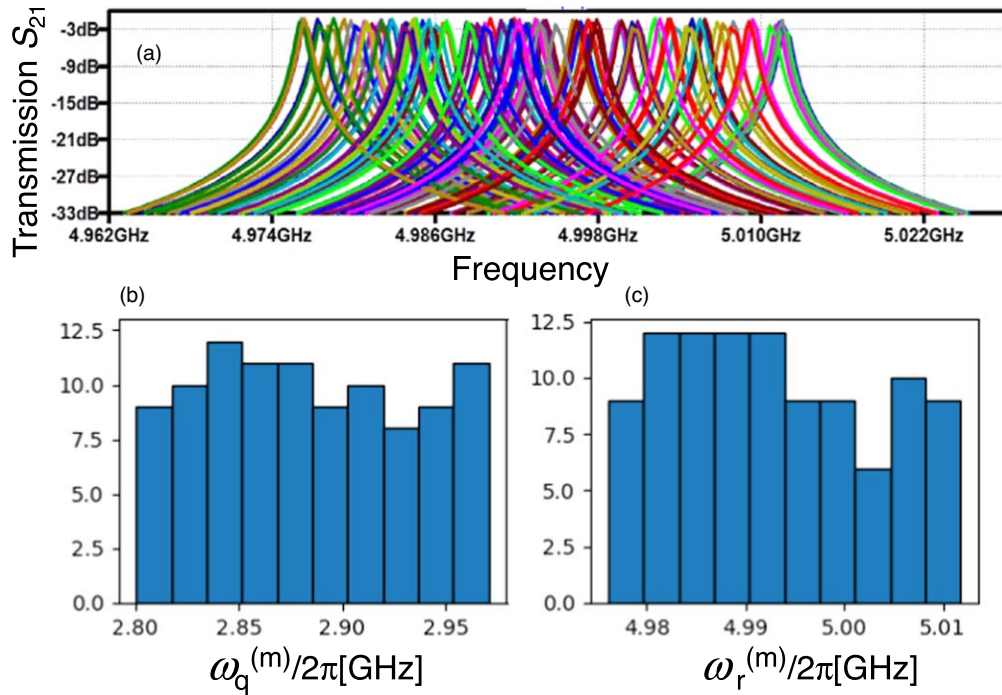 Transmission S21
-3dB
-9dB
-15dB
-21dB
-27dB
-33dB
(a)
4.962GHz 4.974GHz 4.986GHz 4.998GHz 5.010GHz 5.022GHz
Frequency
(b)
12.5
10.0
7.5
5.0
2.5
0.0
2.80 2.85 2.90 2.95
ωq(m)/2π[GHz]
(c)
12.5
10.0
7.5
5.0
2.5
0.0
4.98 4.99 5.00 5.01
ωr(m)/2π[GHz]